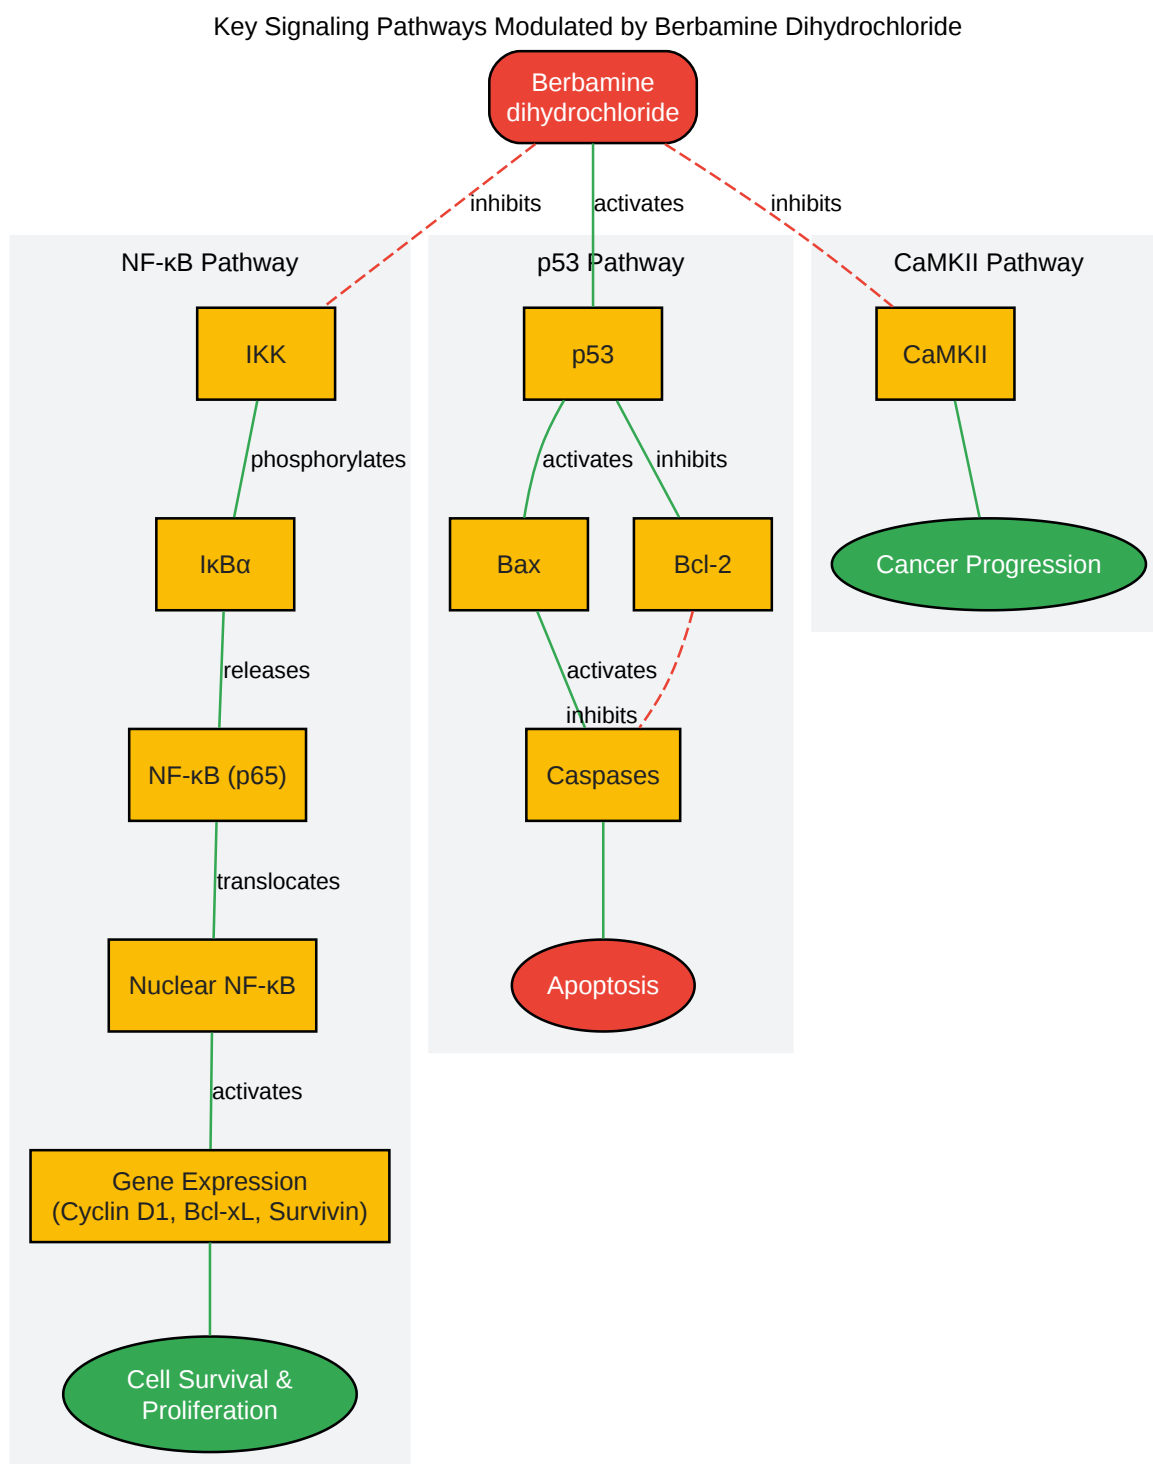 Key Signaling Pathways Modulated by Berbamine Dihydrochloride
Berbamine
dihydrochloride
inhibits
activates
inhibits
NF-κB Pathway
p53 Pathway
CaMKII Pathway
IKK
p53
CaMKII
phosphorylates
activates
inhibits
IκBα
Bax
Bcl-2
Cancer Progression
releases
activates
inhibits
NF-κB (p65)
Caspases
translocates
Nuclear NF-κB
Apoptosis
activates
Gene Expression
(Cyclin D1, Bcl-xL, Survivin)
Cell Survival &
Proliferation